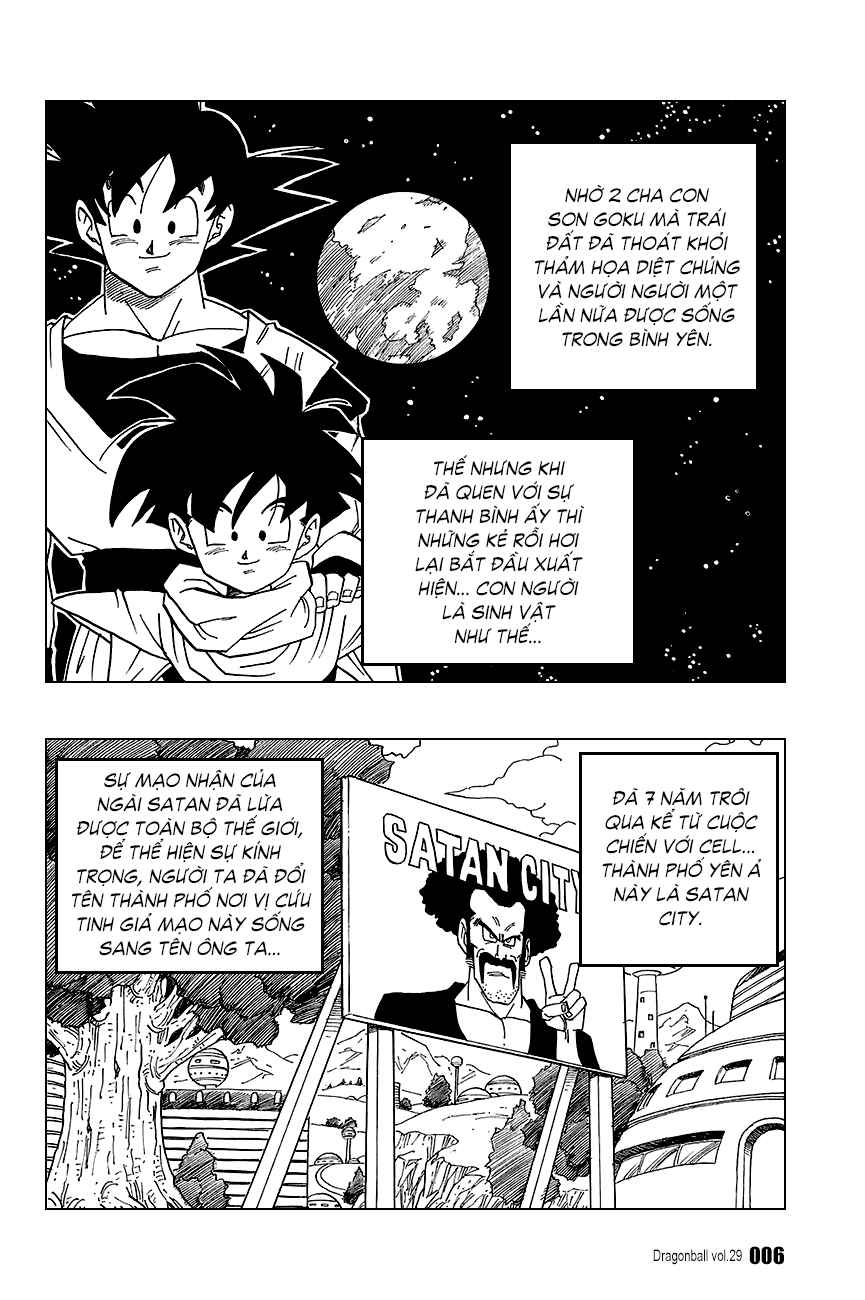 NHỜ 2 CHA CON
SON GOKU MÀ TRÁI
ĐẤT ĐÃ THOÁT KHỎI
THẢM HỌA DIỆT CHỦNG
VÀ NGƯỜI NGƯỜI MỘT
LẦN NỮA ĐƯỢC SỐNG
TRONG BÌNH YÊN.
THẾ NHƯNG KHI
ĐÃ QUEN VỚI SỰ
THANH BÌNH ẤY THÌ
NHỮNG KẺ RỖI HƠI
LẠI BẮT ĐẦU XUẤT
HIỆN... CON NGƯỜI
LÀ SINH VẬT
NHƯ THẾ...
SỰ MẠO NHẬN CỦA
NGÀI SATAN ĐÃ LỪA
ĐƯỢC TOÀN BỘ THẾ GIỚI,
ĐỂ THỂ HIỆN SỰ KÍNH
TRỌNG, NGƯỜI TA ĐÃ ĐỔI
TÊN THÀNH PHỐ NƠI VỊ CỨU
TINH GIẢ MẠO NÀY SỐNG
SANG TÊN ÔNG TA...
ĐÃ 7 NĂM TRÔI
QUA KỂ TỪ CUỘC
CHIẾN VỚI CELL...
THÀNH PHỐ YÊN Ả
NÀY LÀ SATAN
CITY.
SATAN CITY
Dragonball vol.29 006